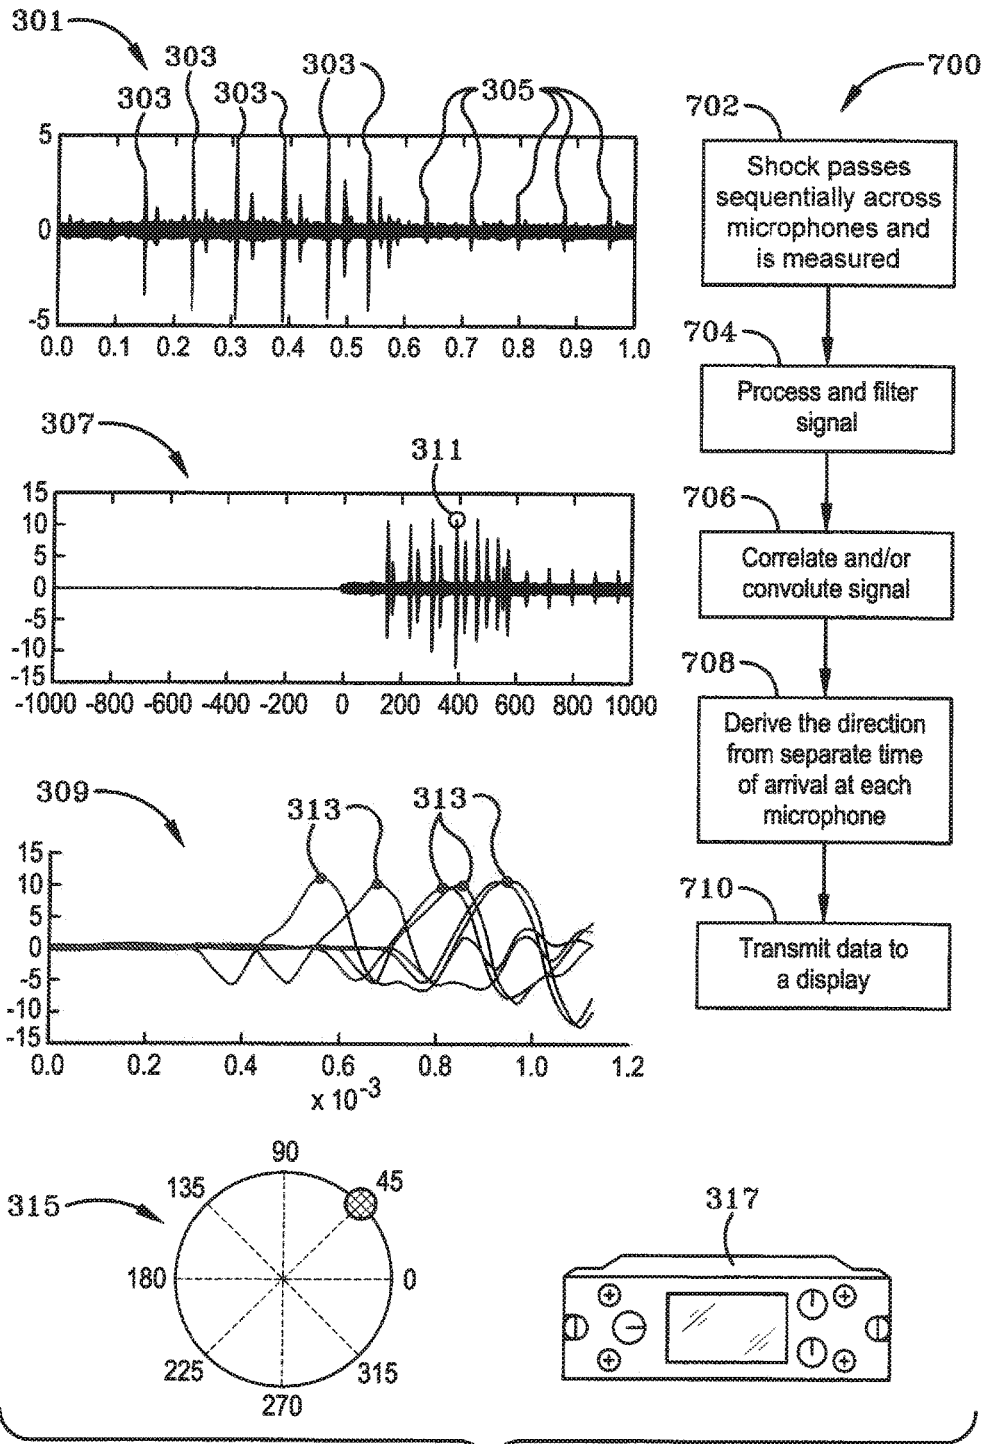 301
303
303
303
303
305
5
0
-5
0.0 0.1 0.2 0.3 0.4 0.5 0.6 0.7 0.8 0.9 1.0
307
311
15
10
5
0
-5
-10
-15
-1000 -800 -600 -400 -200 0 200 400 600 800 1000
309
313
313
15
10
5
0
-5
-10
-15
0.0 0.2 0.4 0.6 0.8 1.0 1.2
x 10-3
315
90
135
45
180
0
225
315
270
317
700
702
Shock passes
sequentially across
microphones and
is measured
704
Process and filter
signal
706
Correlate and/or
convolute signal
708
Derive the direction
from separate time
of arrival at each
microphone
710
Transmit data to
a display